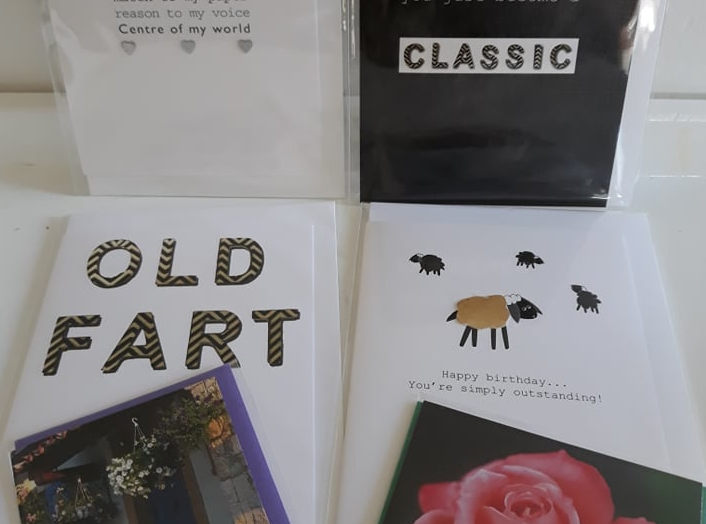 reason to my voice
Centre of my world
CLASSIC
OLD
FART
Happy birthday...
You're simply outstanding!